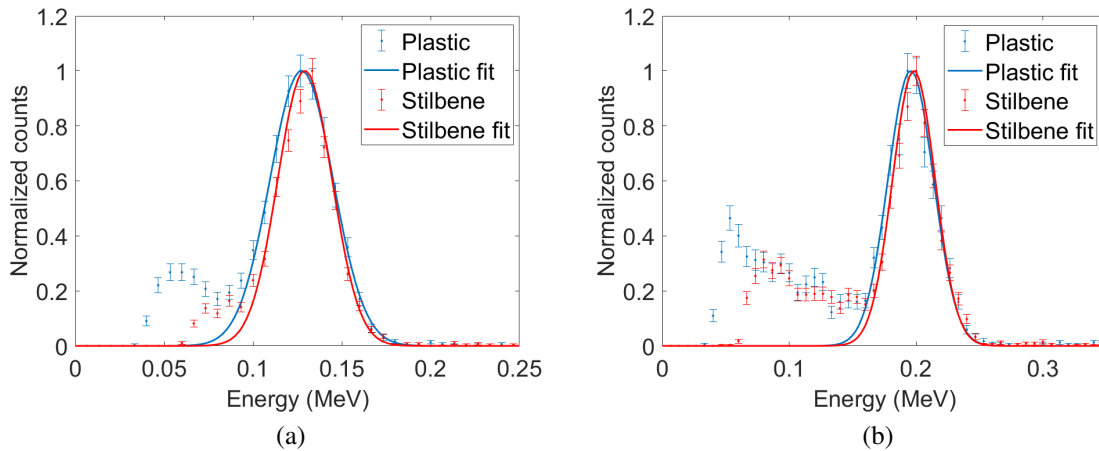 1.2
1
0.8
0.6
0.4
0.2
0
Normalized counts
Plastic
Plastic fit
Stilbene
Stilbene fit
0 0.05 0.1 0.15 0.2 0.25
Energy (MeV)
(a)
1.2
1
0.8
0.6
0.4
0.2
0
Normalized counts
Plastic
Plastic fit
Stilbene
Stilbene fit
0 0.1 0.2 0.3
Energy (MeV)
(b)